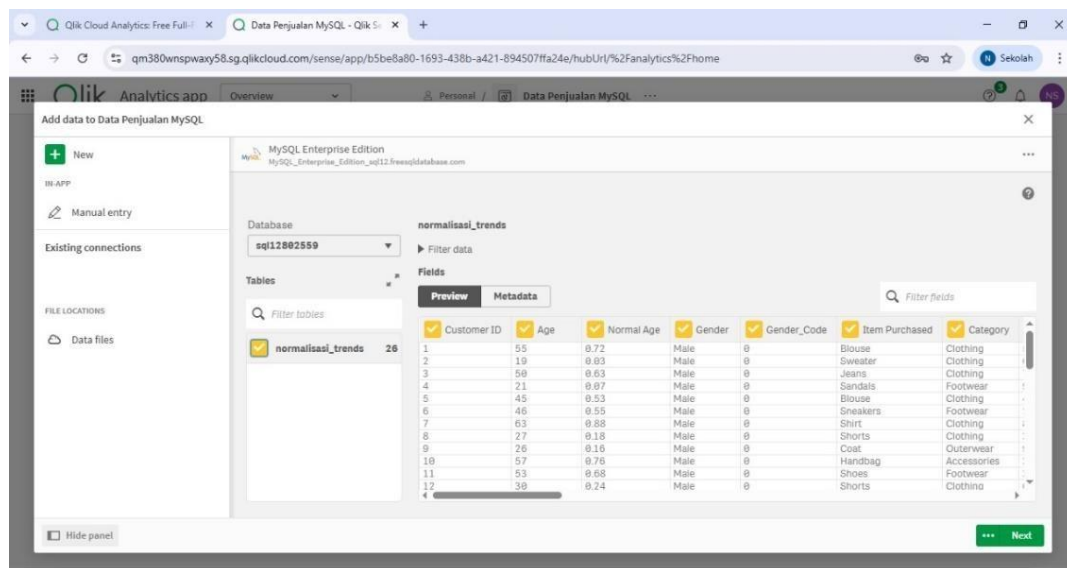 Qlik Cloud Analytics: Free Full-F
Data Penjualan MySQL - Qlik Se
qm380wnspwaxy58.sg.qlikcloud.com/sense/app/b5be8a80-1693-438b-a421-894507ffa24e/hubUrl/%2Fanalytics%2Fhome
N Sekolah
Qlik Analytics app Overview Personal / Data Penjualan MySQL ... 3 NS
Add data to Data Penjualan MySQL
New
MySQL MySQL Enterprise Edition
MySQL_Enterprise_Edition_sql12.freesqldatabase.com
IN-APP
Manual entry
Existing connections
FILE LOCATIONS
Data files
Database
sql12802559
Tables
Filter tables
normalisasi_trends 26
normalisasi_trends
Filter data
Fields
Preview Metadata
Filter fields
Customer ID Age Normal Age Gender Gender_Code Item Purchased Category
1 55 0.72 Male 0 Blouse Clothing
2 19 0.03 Male 0 Sweater Clothing
3 50 0.63 Male 0 Jeans Clothing
4 21 0.07 Male 0 Sandals Footwear
5 45 0.53 Male 0 Blouse Clothing
6 46 0.55 Male 0 Sneakers Footwear
7 63 0.88 Male 0 Shirt Clothing
8 27 0.18 Male 0 Shorts Clothing
9 26 0.16 Male 0 Coat Outerwear
10 57 0.76 Male 0 Handbag Accessories
11 53 0.68 Male 0 Shoes Footwear
12 30 0.24 Male 0 Shorts Clothing
Hide panel
... Next